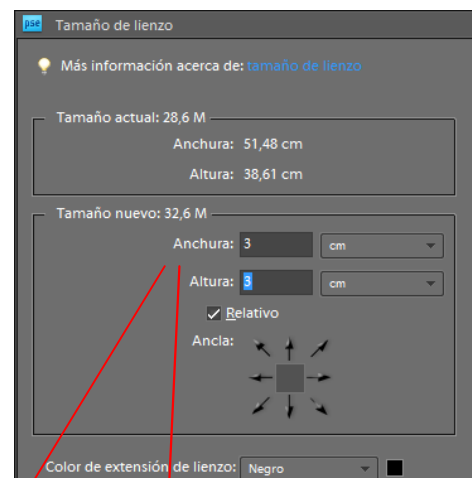 pse Tamaño de lienzo
Más información acerca de: tamaño de lienzo
Tamaño actual: 28,6 M
Anchura: 51,48 cm
Altura: 38,61 cm
Tamaño nuevo: 32,6 M
Anchura: 3 cm
Altura: 3 cm
Relativo
Ancla:
Color de extensión de lienzo: Negro